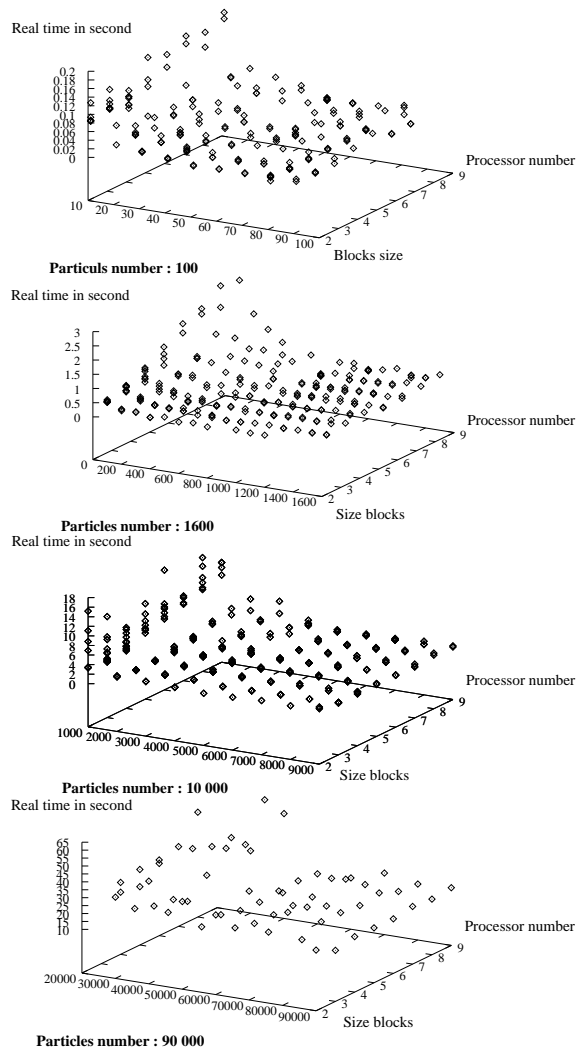 Real time in second
0.2
0.18
0.16
0.14
0.12
0.1
0.08
0.06
0.04
0.02
0
Processor number
10 20 30 40 50 60 70 80 90 100
2 3 4 5 6 7 8 9
Blocks size
Particuls number : 100
Real time in second
3
2.5
2
1.5
1
0.5
0
Processor number
0 200 400 600 800 1000 1200 1400 1600
2 3 4 5 6 7 8 9
Size blocks
Particles number : 1600
Real time in second
18
16
14
12
10
8
6
4
2
0
Processor number
1000 2000 3000 4000 5000 6000 7000 8000 9000
2 3 4 5 6 7 8 9
Size blocks
Particles number : 10 000
Real time in second
65
60
55
50
45
40
35
30
25
20
15
10
Processor number
20000 30000 40000 50000 60000 70000 80000 90000
2 3 4 5 6 7 8 9
Size blocks
Particles number : 90 000